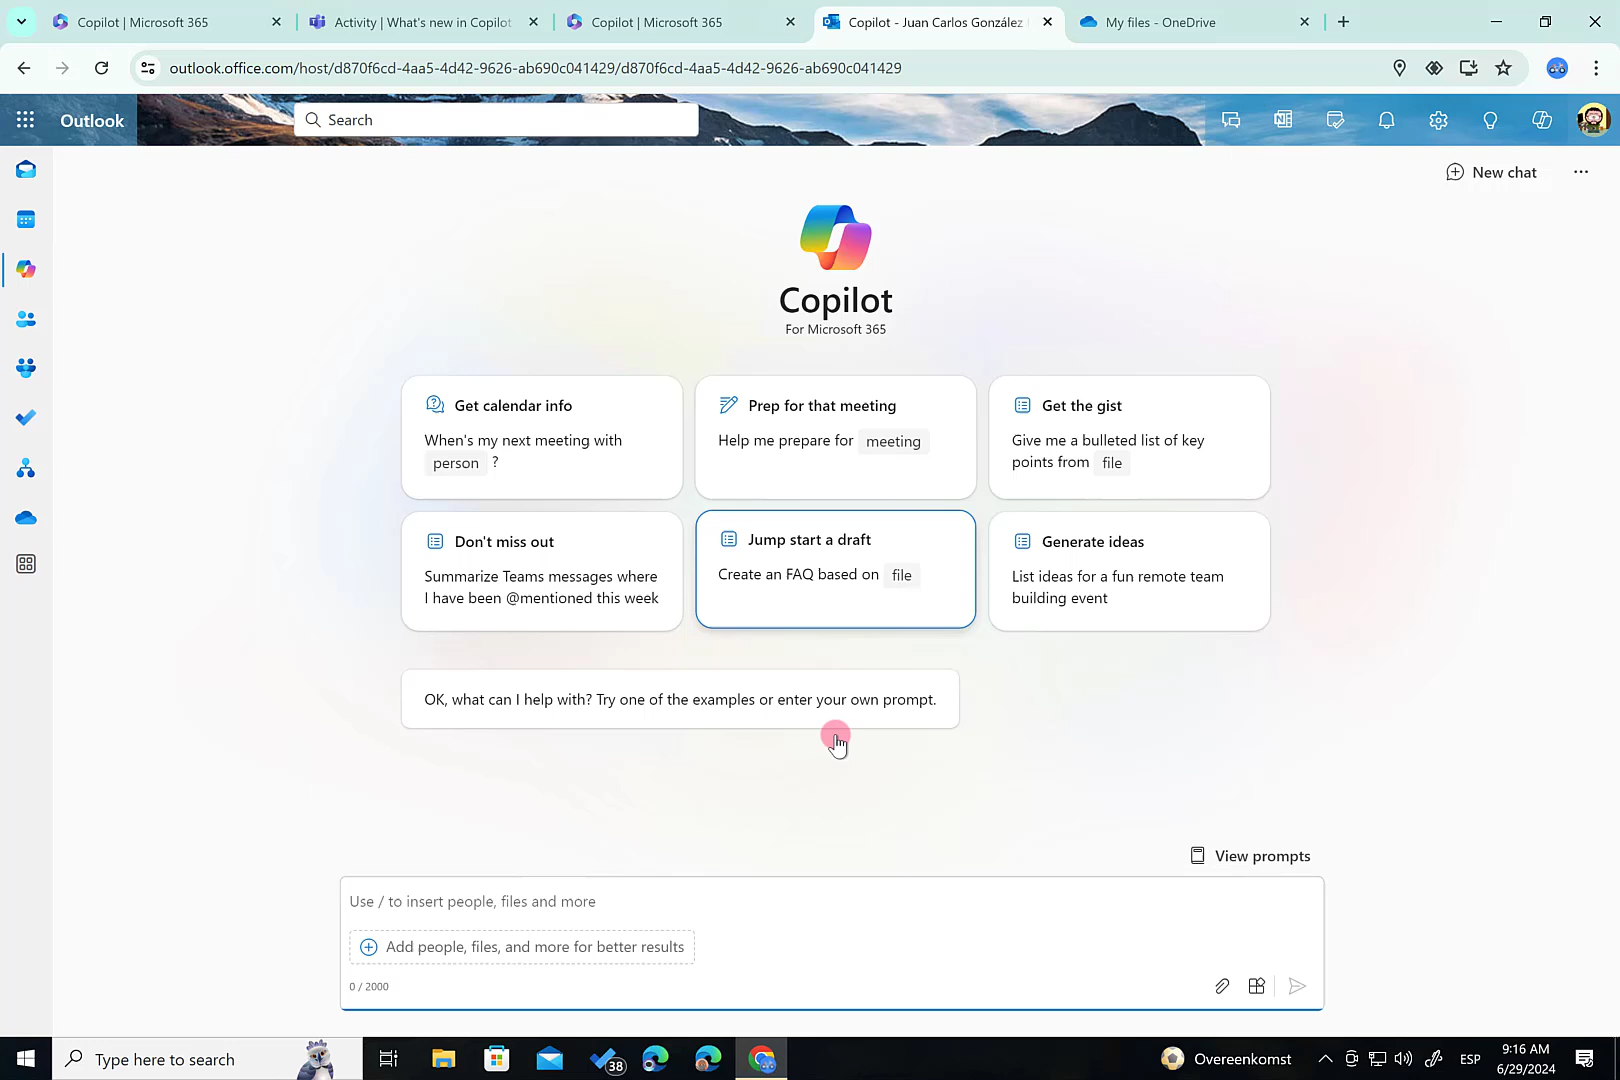 Copilot | Microsoft 365
Activity | What's new in Copilot
Copilot | Microsoft 365
Copilot - Juan Carlos González
My files - OneDrive
outlook.office.com/host/d870f6cd-4aa5-4d42-9626-ab690c041429/d870f6cd-4aa5-4d42-9626-ab690c041429
Outlook
Search
New chat
Copilot
For Microsoft 365
Get calendar info
When's my next meeting with
person ?
Prep for that meeting
Help me prepare for meeting
Get the gist
Give me a bulleted list of key
points from file
Don't miss out
Summarize Teams messages where
I have been @mentioned this week
Jump start a draft
Create an FAQ based on file
Generate ideas
List ideas for a fun remote team
building event
OK, what can I help with? Try one of the examples or enter your own prompt.
View prompts
Use / to insert people, files and more
Add people, files, and more for better results
0 / 2000
Type here to search
38
Overeenkomst
ESP
9:16 AM
6/29/2024